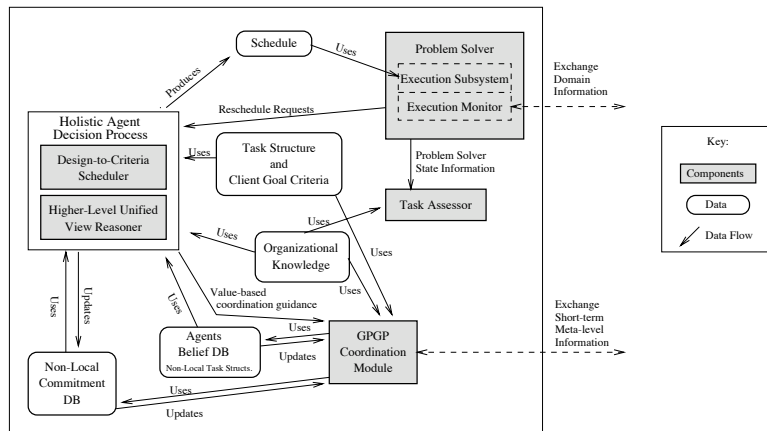 Schedule
Uses
Produces
Problem Solver
Execution Subsystem
Execution Monitor
Exchange
Domain
Information
Reschedule Requests
Holistic Agent
Decision Process
Design-to-Criteria
Scheduler
Higher-Level Unified
View Reasoner
Uses
Task Structure
and
Client Goal Criteria
Problem Solver
State Information
Task Assessor
Key:
Components
Data
Data Flow
Uses
Uses
Organizational
Knowledge
Uses
Uses
Value-based
coordination guidance
Uses
Updates
Uses
Agents
Belief DB
Non-Local Task Structs.
Uses
Updates
GPGP
Coordination
Module
Exchange
Short-term
Meta-level
Information
Non-Local
Commitment
DB
Uses
Updates